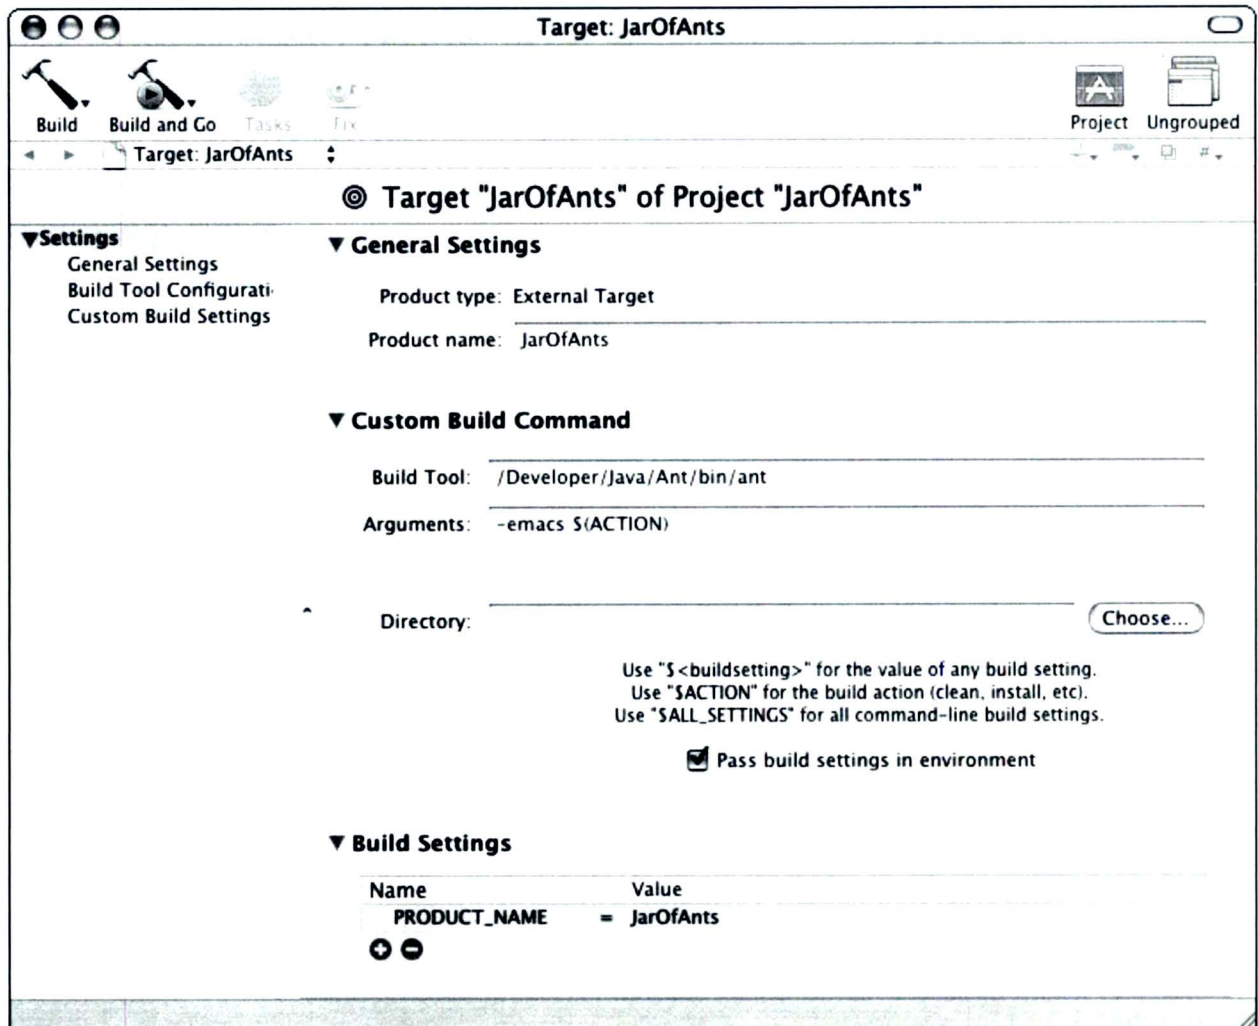 Target: JarOfAnts
Build
Build and Go
Tasks
Fix
Project
Ungrouped
Target: JarOfAnts
#
Target "JarOfAnts" of Project "JarOfAnts"
Settings
General Settings
Build Tool Configurati
Custom Build Settings
General Settings
Product type: External Target
Product name: JarOfAnts
Custom Build Command
Build Tool: /Developer/Java/Ant/bin/ant
Arguments: -emacs $(ACTION)
Directory:
Choose...
Use "$<buildsetting>" for the value of any build setting.
Use "$ACTION" for the build action (clean, install, etc).
Use "$ALL_SETTINGS" for all command-line build settings.
Pass build settings in environment
Build Settings
Name Value
PRODUCT_NAME = JarOfAnts